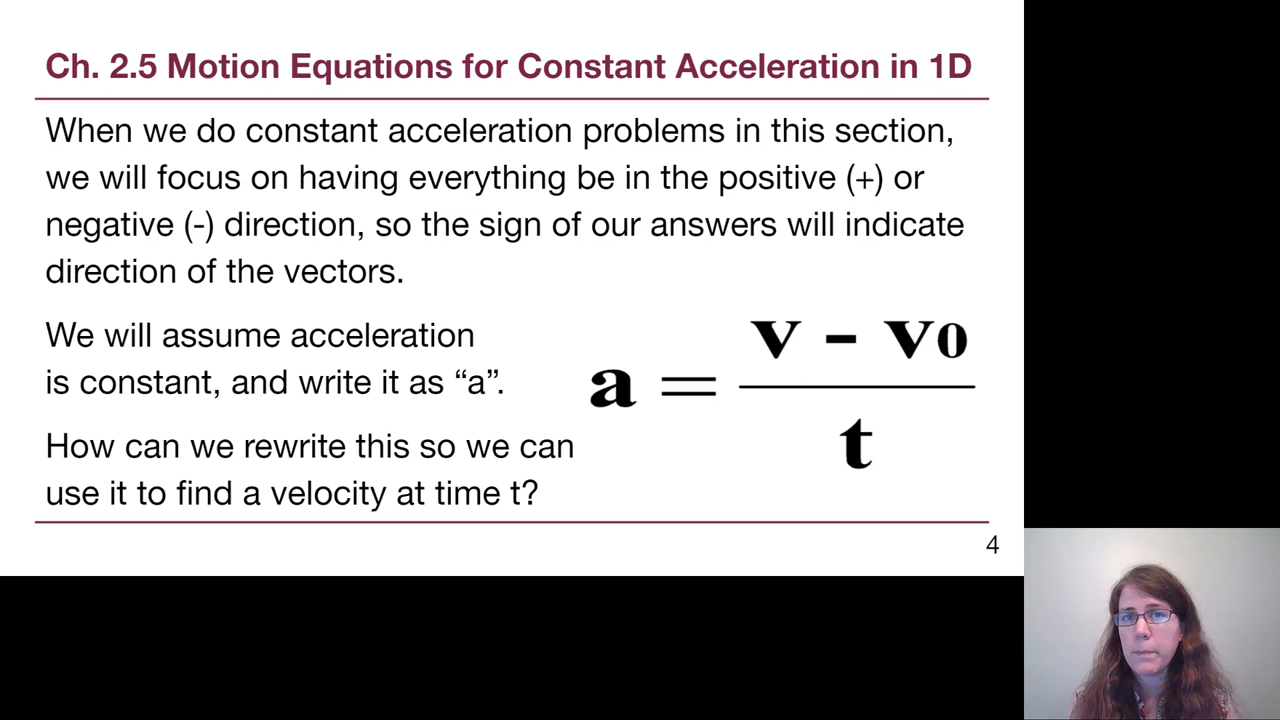 Ch. 2.5 Motion Equations for Constant Acceleration in 1D
When we do constant acceleration problems in this section,
we will focus on having everything be in the positive (+) or
negative (-) direction, so the sign of our answers will indicate
direction of the vectors.
We will assume acceleration
is constant, and write it as “a”.
How can we rewrite this so we can
use it to find a velocity at time t?
a = (v - v0) / t
4